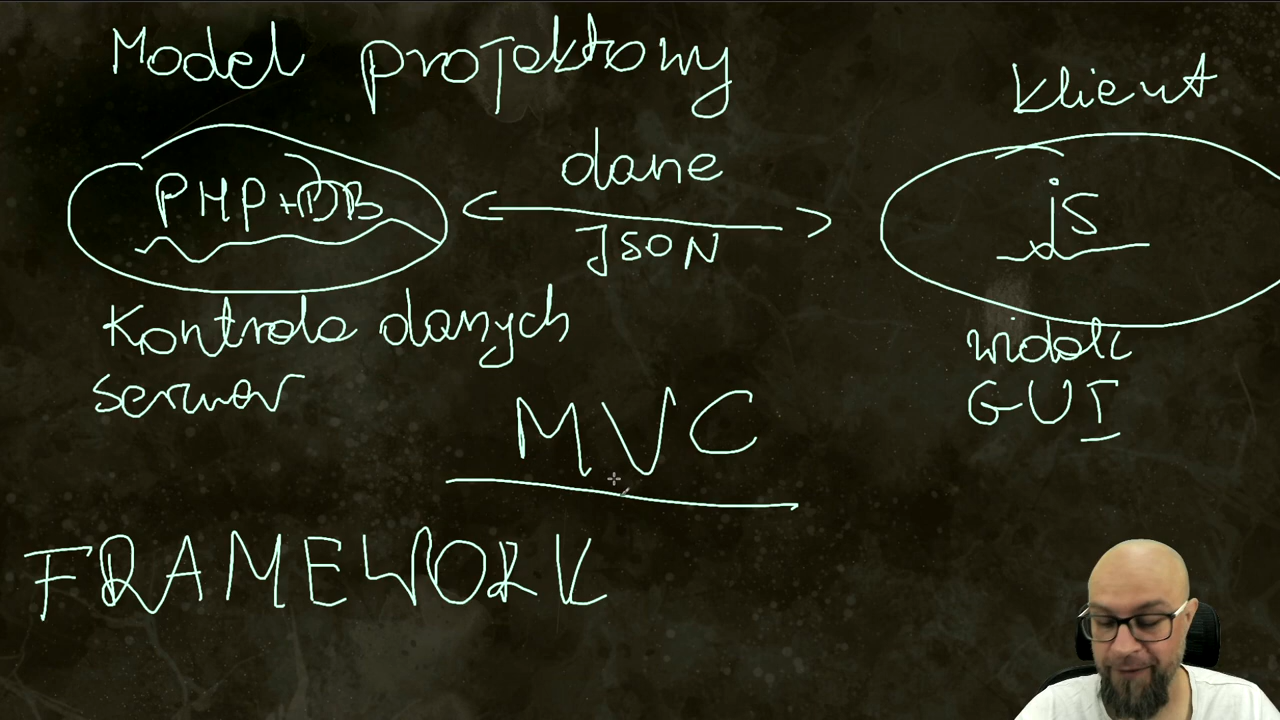 Model projektowy
Klient
dane
PHP+DB
JSON
js
Kontrola danych
serwer
widok
GUI
MVC
FRAMEWORK